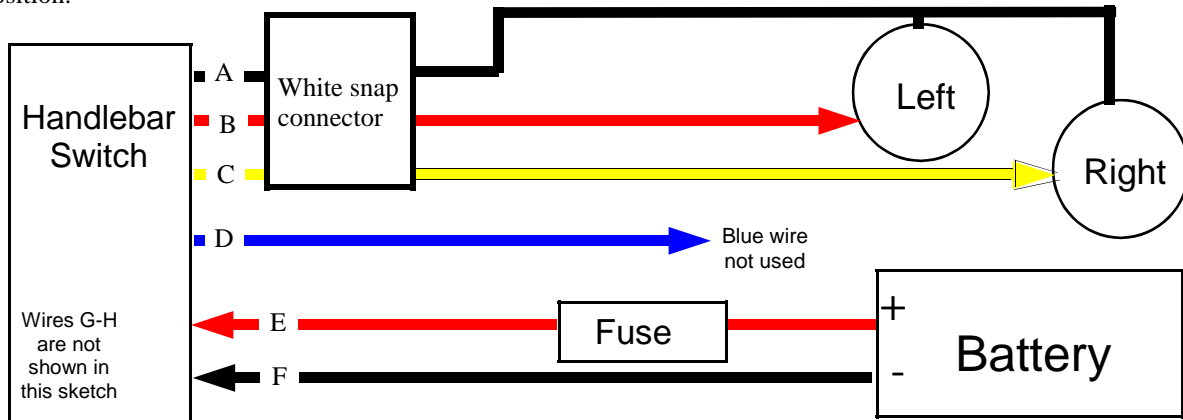 A
B
C
D
E
F
Handlebar
Switch
White snap
connector
Left
Right
Blue wire
not used
Wires G-H
are not
shown in
this sketch
Fuse
+
-
Battery